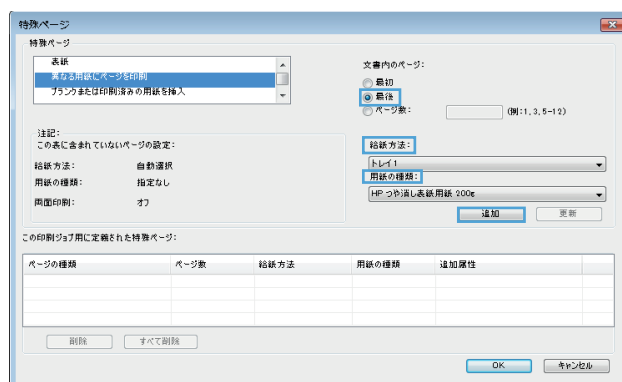 特殊ページ
特殊ページ
表紙
異なる用紙にページを印刷
ブランクまたは印刷済みの用紙を挿入
文書内のページ:
最初
最後
ページ数:
(例:1,3,5-12)
注記:
この表に含まれていないページの設定:
給紙方法: 自動選択
用紙の種類: 指定なし
両面印刷: オフ
給紙方法:
トレイ1
用紙の種類:
HP つや消し表紙用紙 200g
追加 更新
この印刷ジョブ用に定義された特殊ページ:
ページの種類 ページ数 給紙方法 用紙の種類 追加属性
削除 すべて削除
OK キャンセル